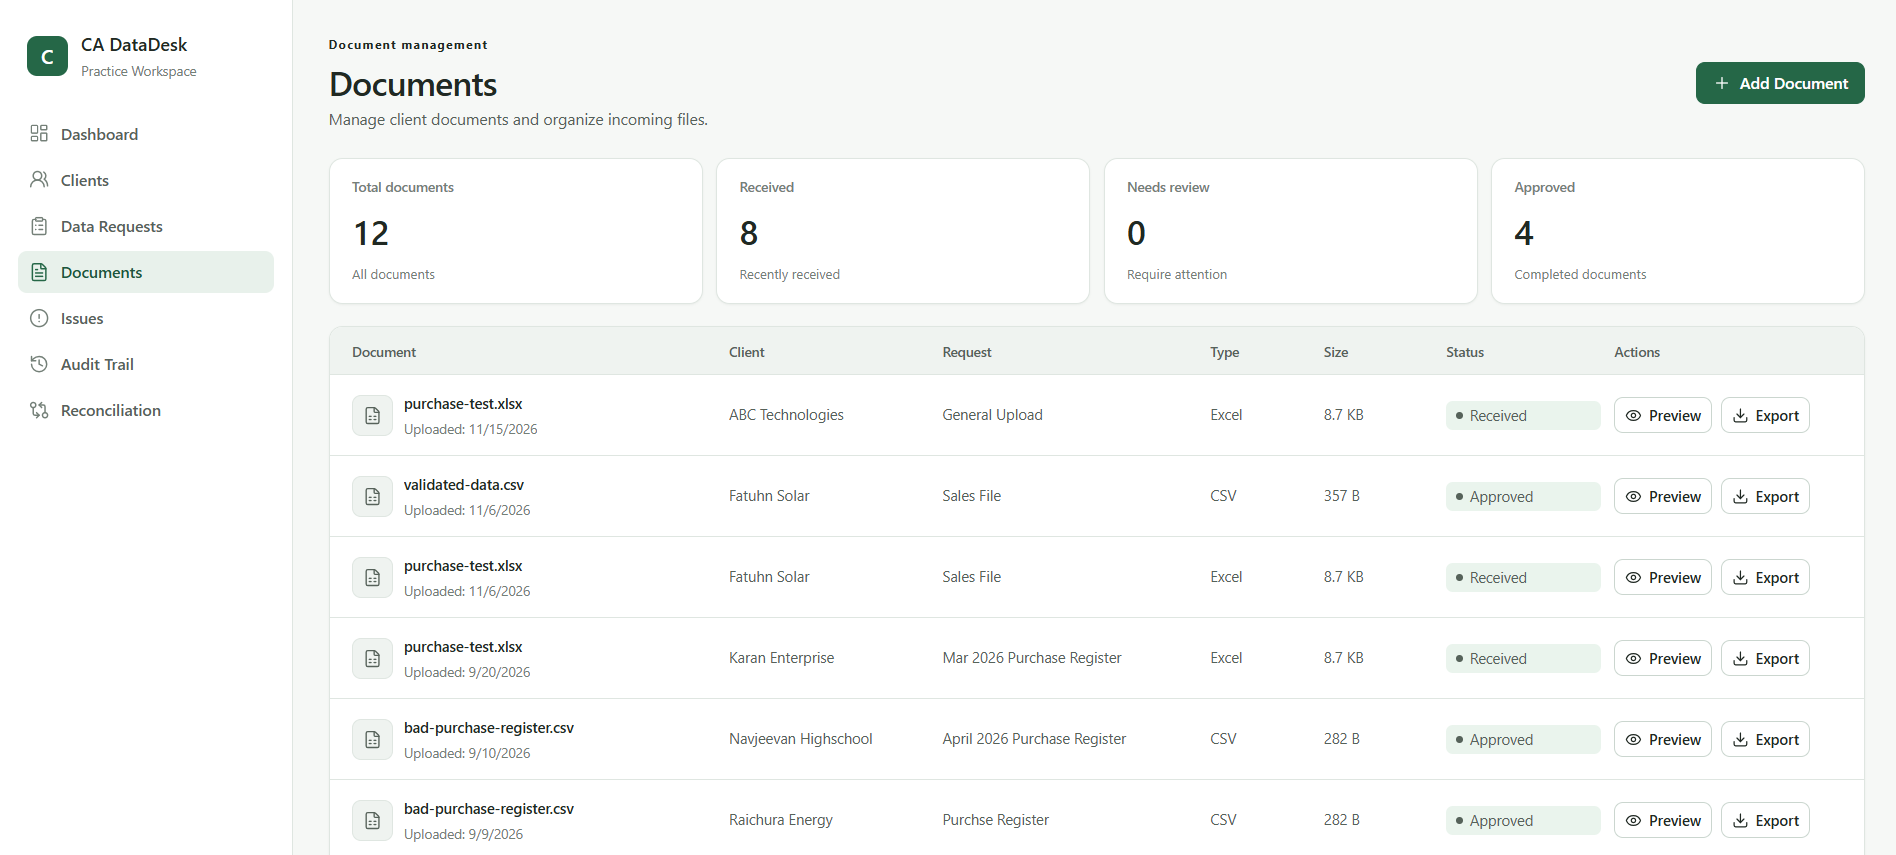 C
CA DataDesk
Practice Workspace
Dashboard
Clients
Data Requests
Documents
Issues
Audit Trail
Reconciliation
Document management
Documents
Manage client documents and organize incoming files.
+ Add Document
Total documents
12
All documents
Received
8
Recently received
Needs review
0
Require attention
Approved
4
Completed documents
Document Client Request Type Size Status Actions
purchase-test.xlsx
Uploaded: 11/15/2026
ABC Technologies General Upload Excel 8.7 KB Received Preview Export
validated-data.csv
Uploaded: 11/6/2026
Fatuhn Solar Sales File CSV 357 B Approved Preview Export
purchase-test.xlsx
Uploaded: 11/6/2026
Fatuhn Solar Sales File Excel 8.7 KB Received Preview Export
purchase-test.xlsx
Uploaded: 9/20/2026
Karan Enterprise Mar 2026 Purchase Register Excel 8.7 KB Received Preview Export
bad-purchase-register.csv
Uploaded: 9/10/2026
Navjeevan Highschool April 2026 Purchase Register CSV 282 B Approved Preview Export
bad-purchase-register.csv
Uploaded: 9/9/2026
Raichura Energy Purchse Register CSV 282 B Approved Preview Export